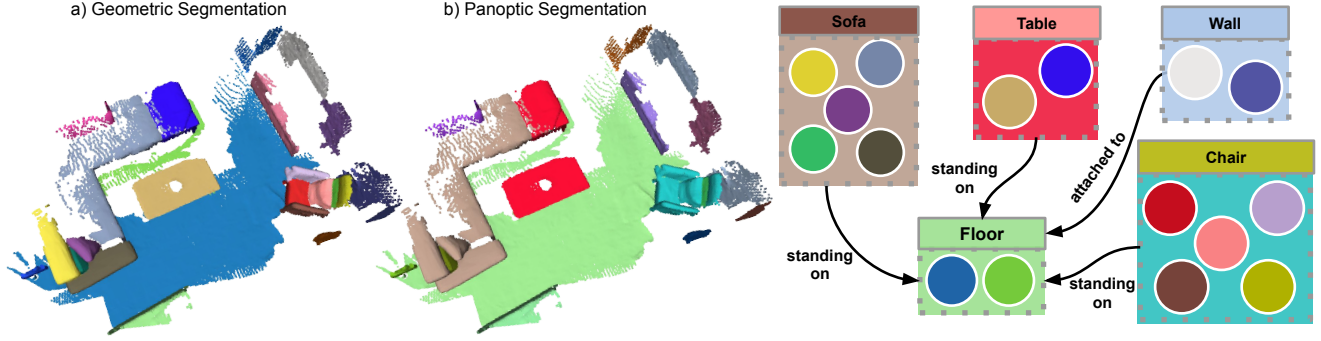 a) Geometric Segmentation
b) Panoptic Segmentation
Sofa
Table
Wall
standing
on
attached to
Chair
Floor
standing
on
standing
on